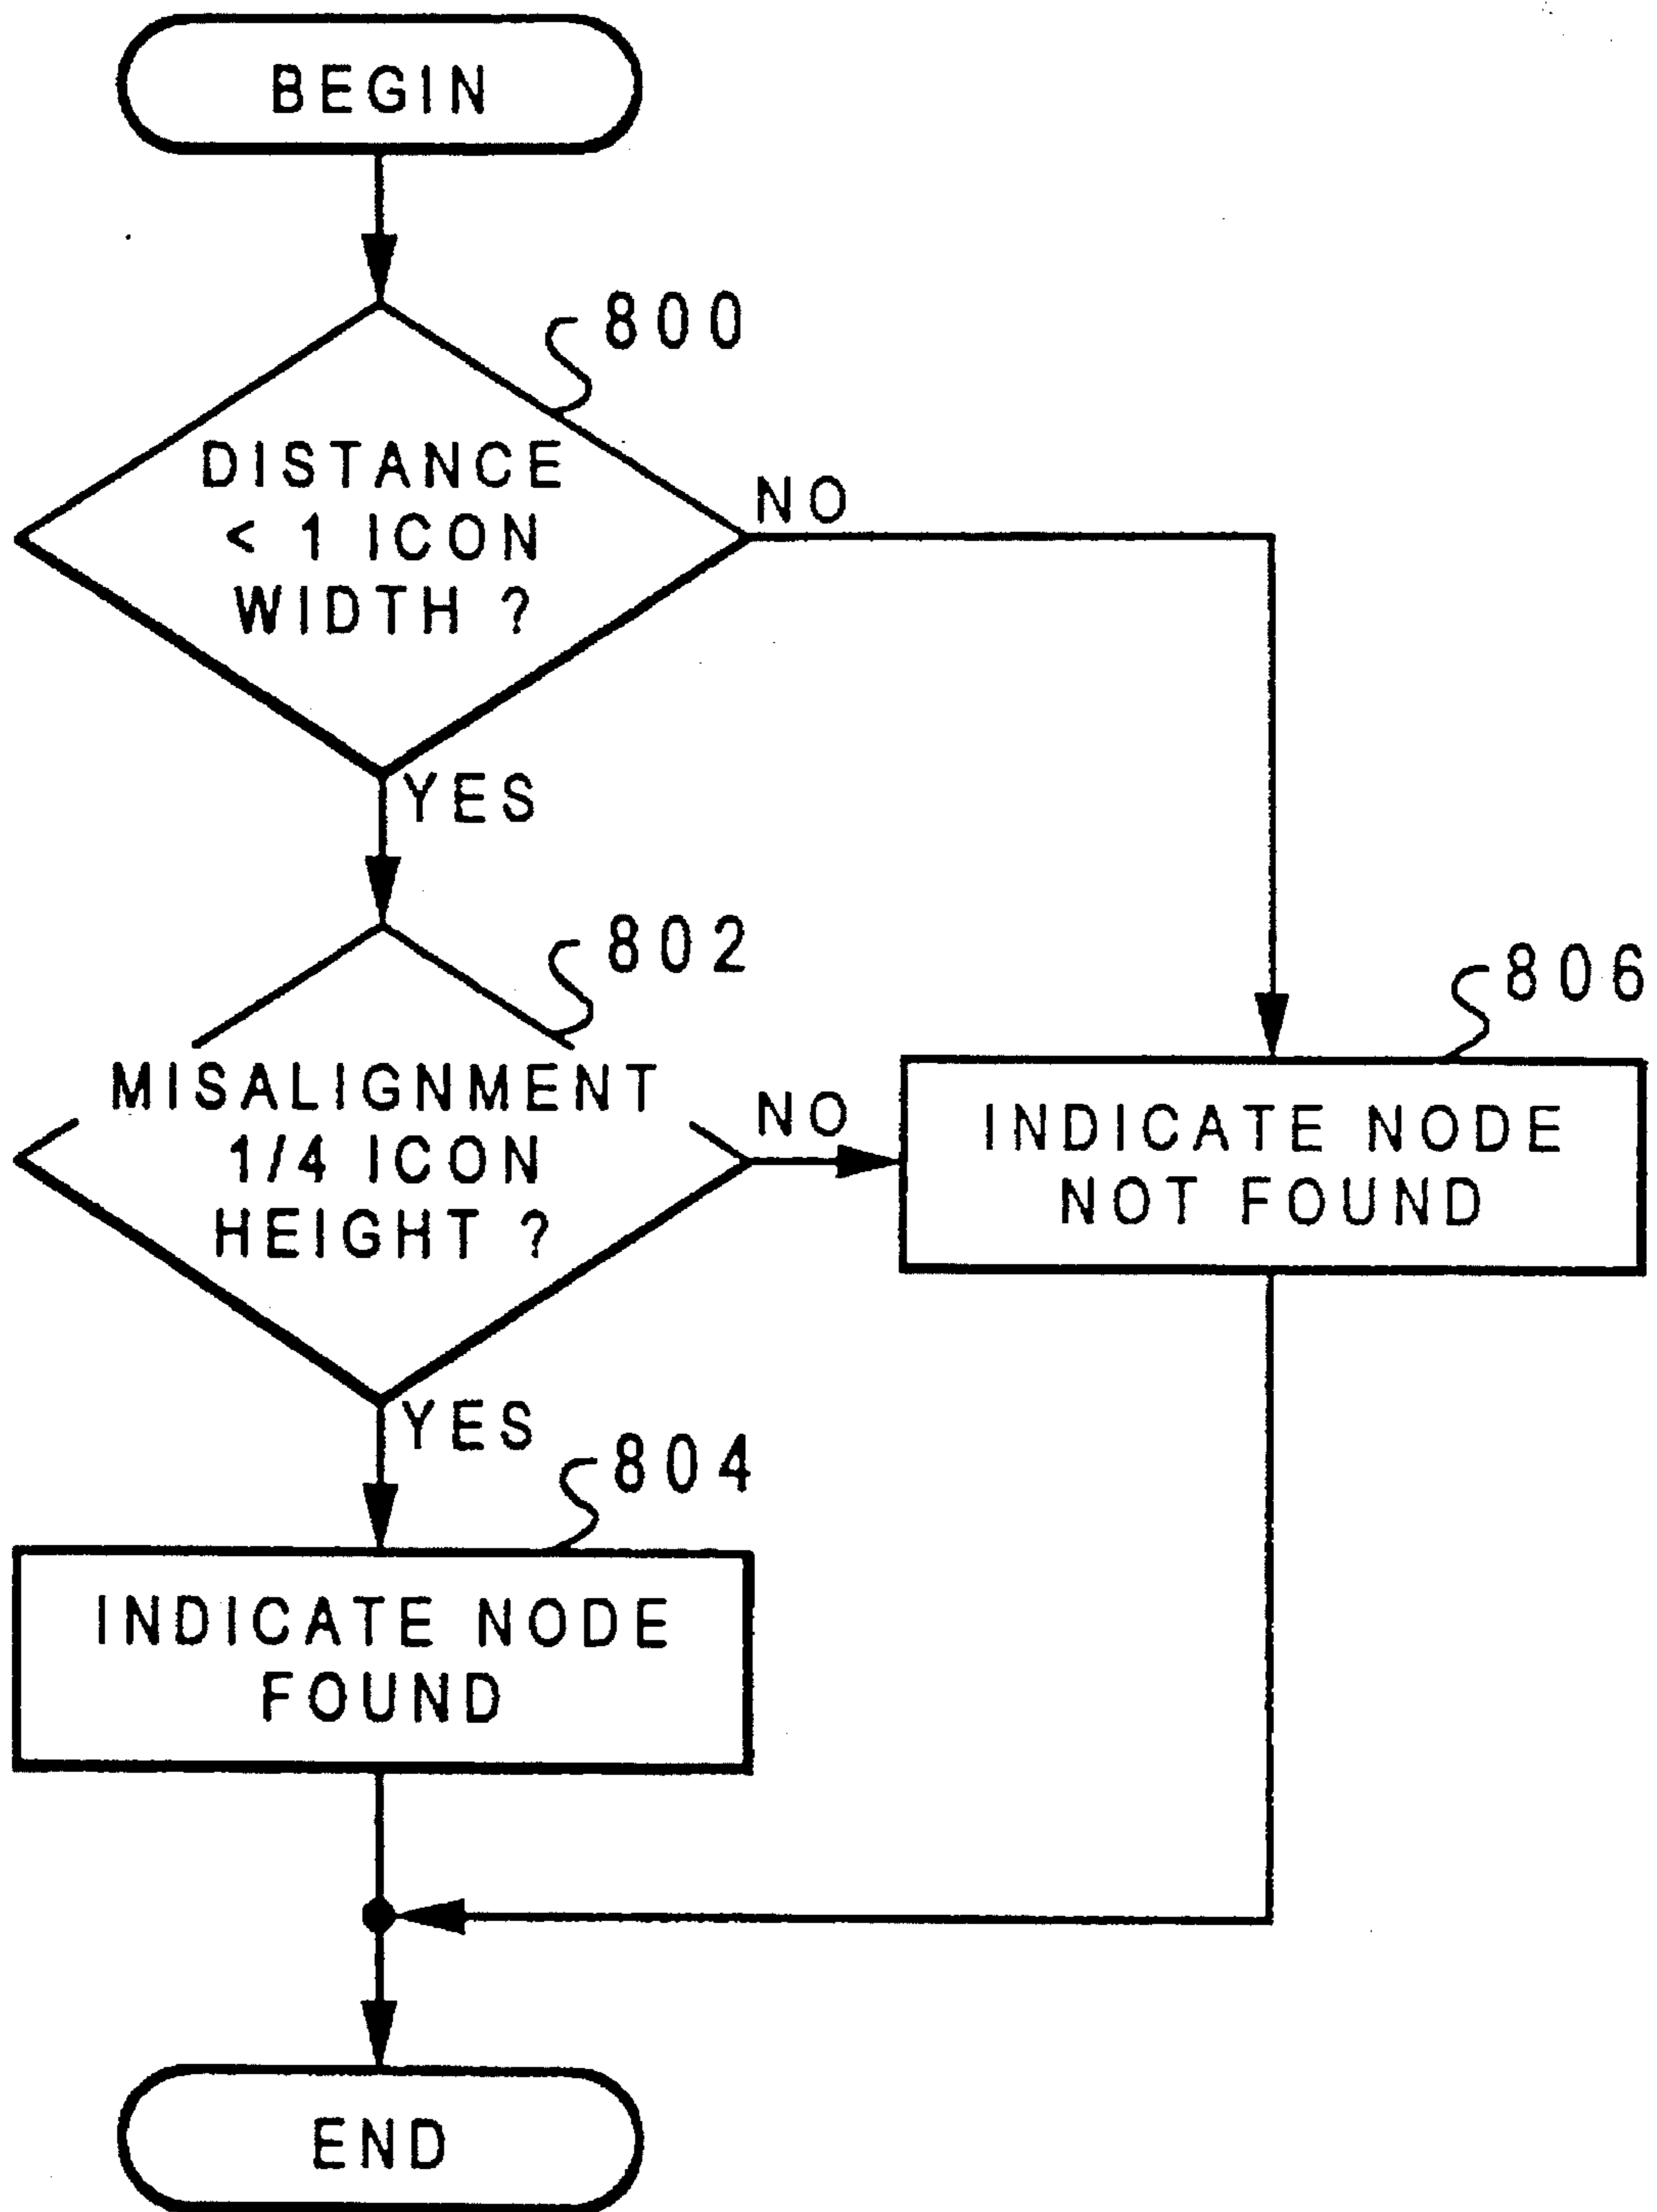 BEGIN
800
DISTANCE
< 1 ICON
WIDTH ?
NO
YES
802
MISALIGNMENT
1/4 ICON
HEIGHT ?
NO
806
INDICATE NODE
NOT FOUND
YES
804
INDICATE NODE
FOUND
END